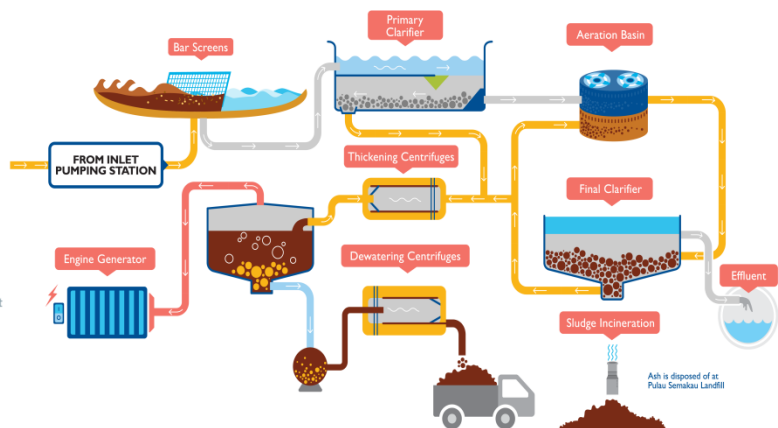 Primary
Clarifier
Bar Screens
Aeration Basin
FROM INLET
PUMPING STATION
Thickening Centrifuges
Final Clarifier
Engine Generator
Dewatering Centrifuges
Effluent
Sludge Incineration
Ash is disposed of at
Pulau Semakau Landfill